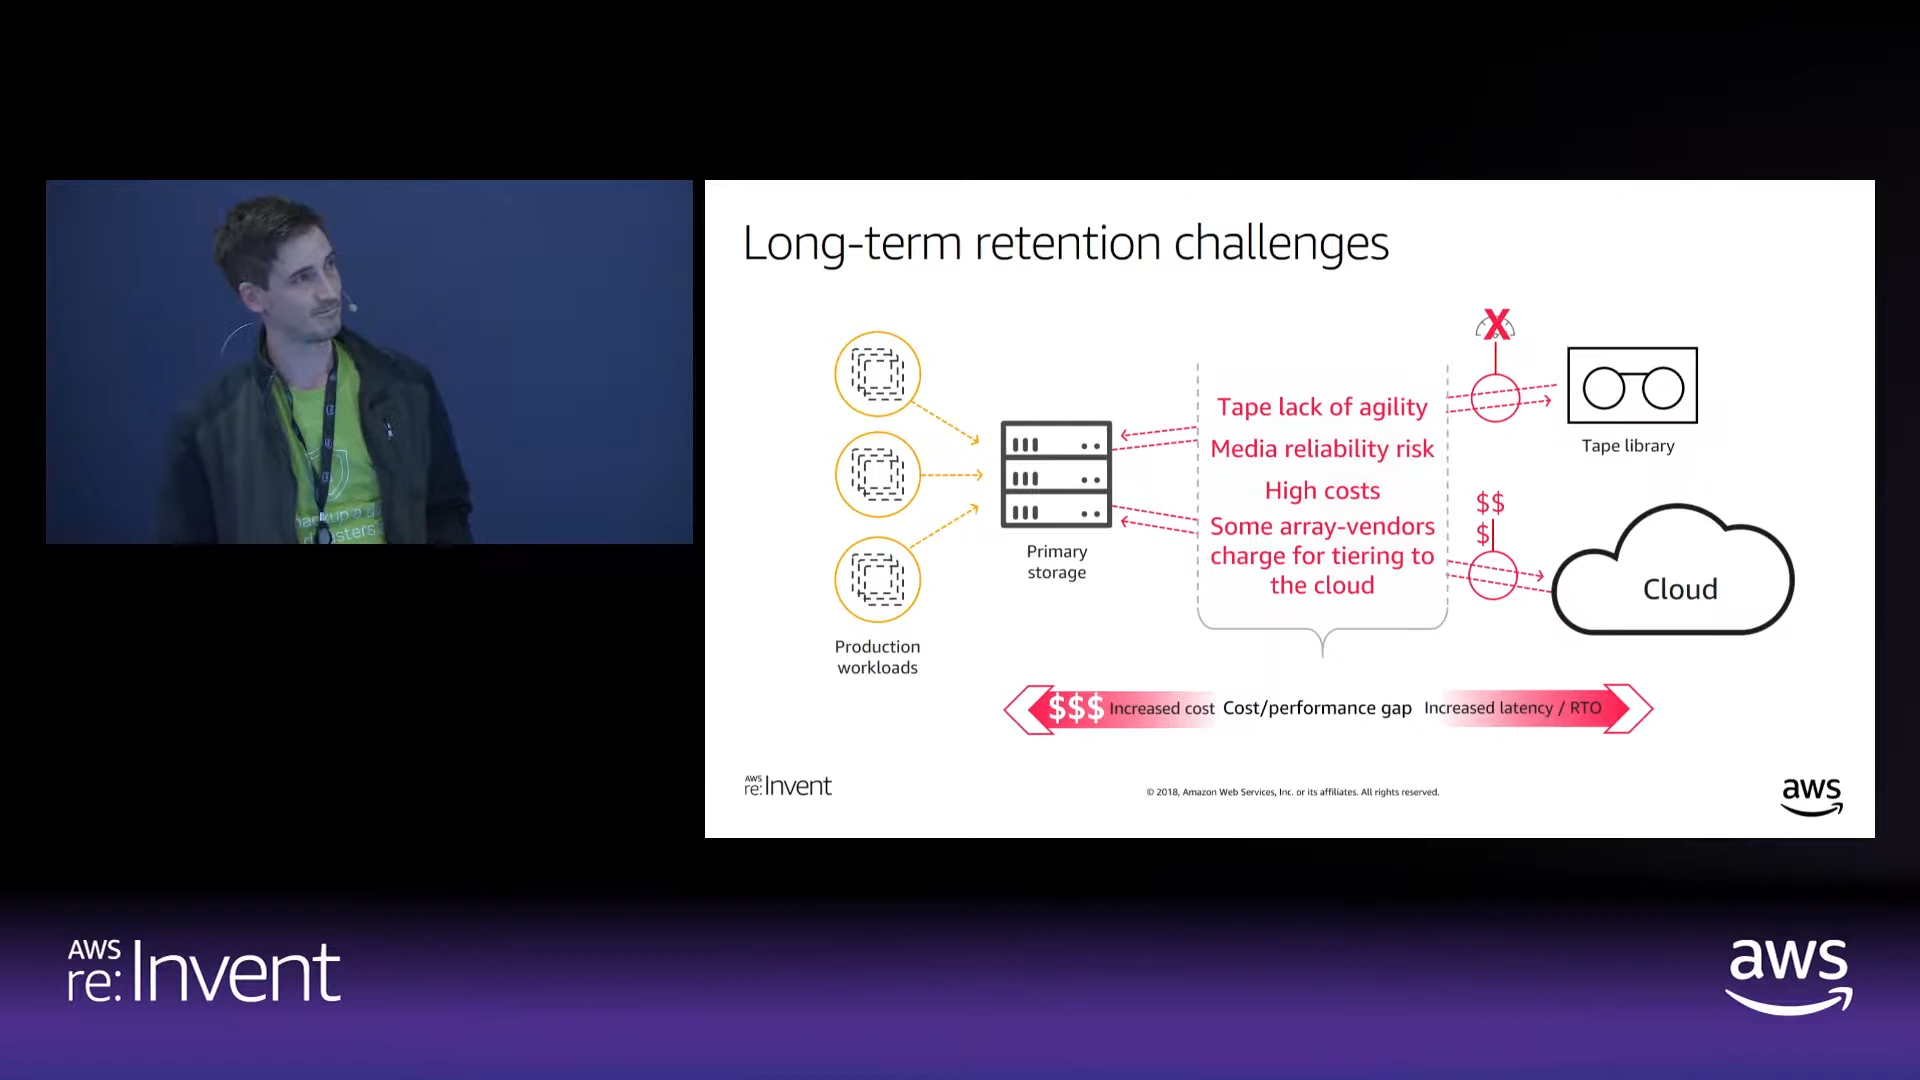 Long-term retention challenges
X
Tape lack of agility
Media reliability risk
High costs
Some array-vendors
charge for tiering to
the cloud
Tape library
$$
$
Cloud
Primary
storage
Production
workloads
$$$ Increased cost Cost/performance gap Increased latency / RTO
AWS
re:Invent
© 2018, Amazon Web Services, Inc. or its affiliates. All rights reserved.
aws
AWS
re:Invent
aws